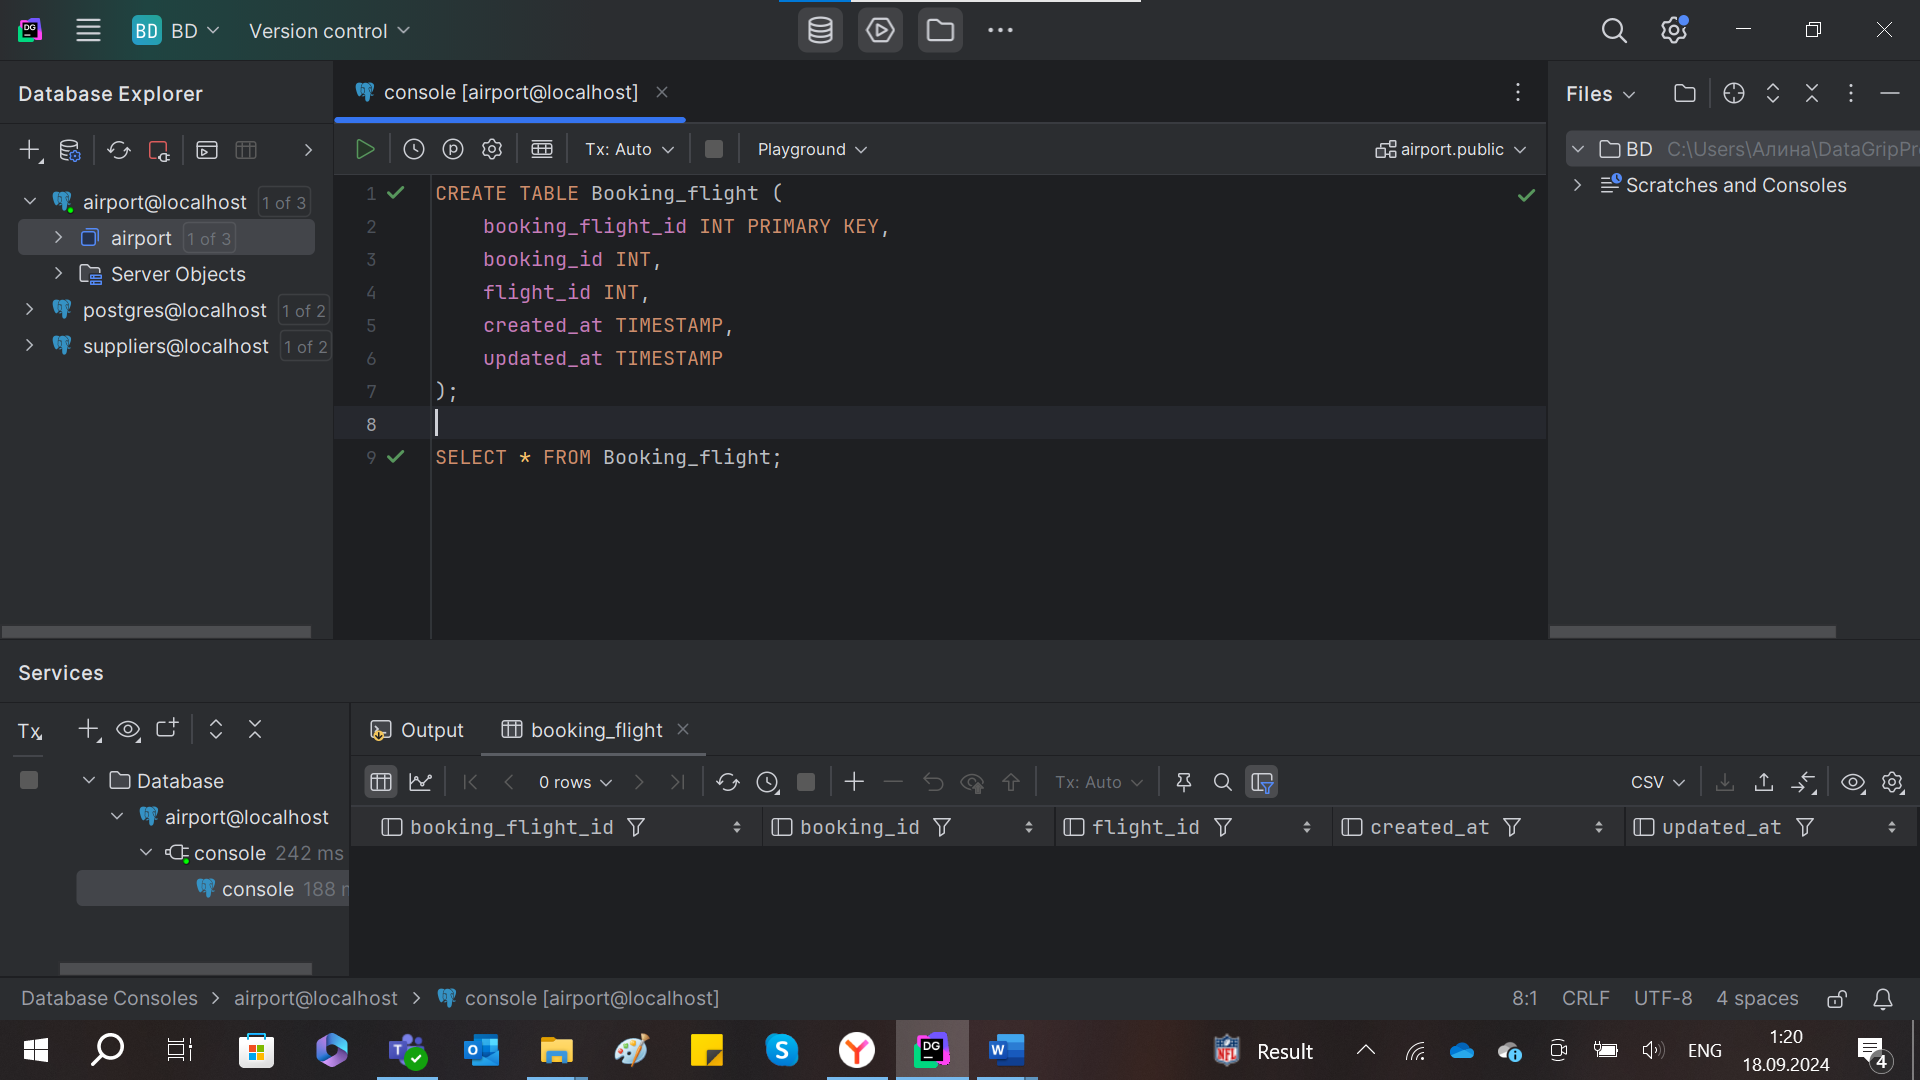 BD BD Version control
Database Explorer
console [airport@localhost]
Files
Tx: Auto
Playground
airport.public
BD C:\Users\Алина\DataGripPr
Scratches and Consoles
airport@localhost 1 of 3
airport 1 of 3
Server Objects
postgres@localhost 1 of 2
suppliers@localhost 1 of 2
1 CREATE TABLE Booking_flight (
2 booking_flight_id INT PRIMARY KEY,
3 booking_id INT,
4 flight_id INT,
5 created_at TIMESTAMP,
6 updated_at TIMESTAMP
7 );
8
9 SELECT * FROM Booking_flight;
Services
Tx
Output booking_flight
Database
airport@localhost
console 242 ms
console 188
0 rows Tx: Auto CSV
booking_flight_id booking_id flight_id created_at updated_at
Database Consoles airport@localhost console [airport@localhost]
8:1 CRLF UTF-8 4 spaces
DG
Result
ENG
1:20
18.09.2024
4